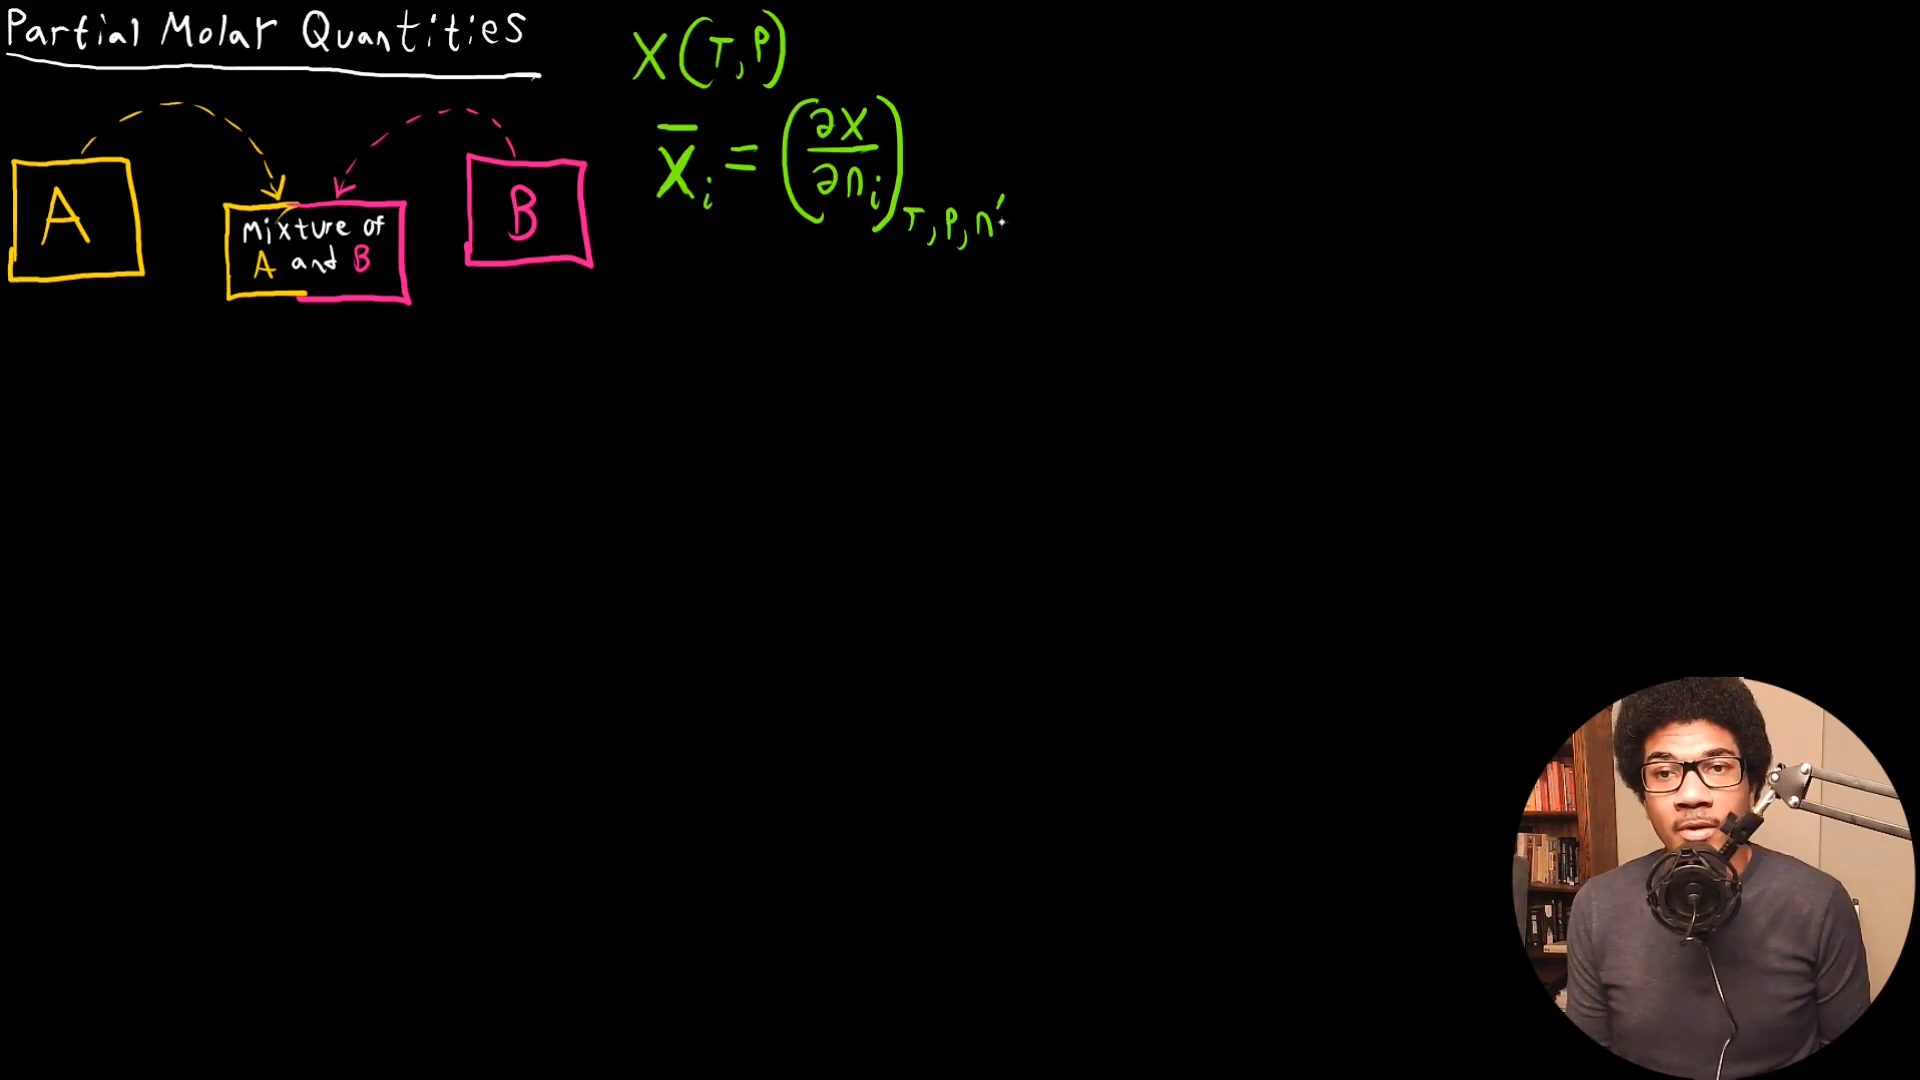 Partial Molar Quantities
X(T,P)
X̄ᵢ = (∂X/∂nᵢ)T,P,n′
A
B
Mixture of
A and B